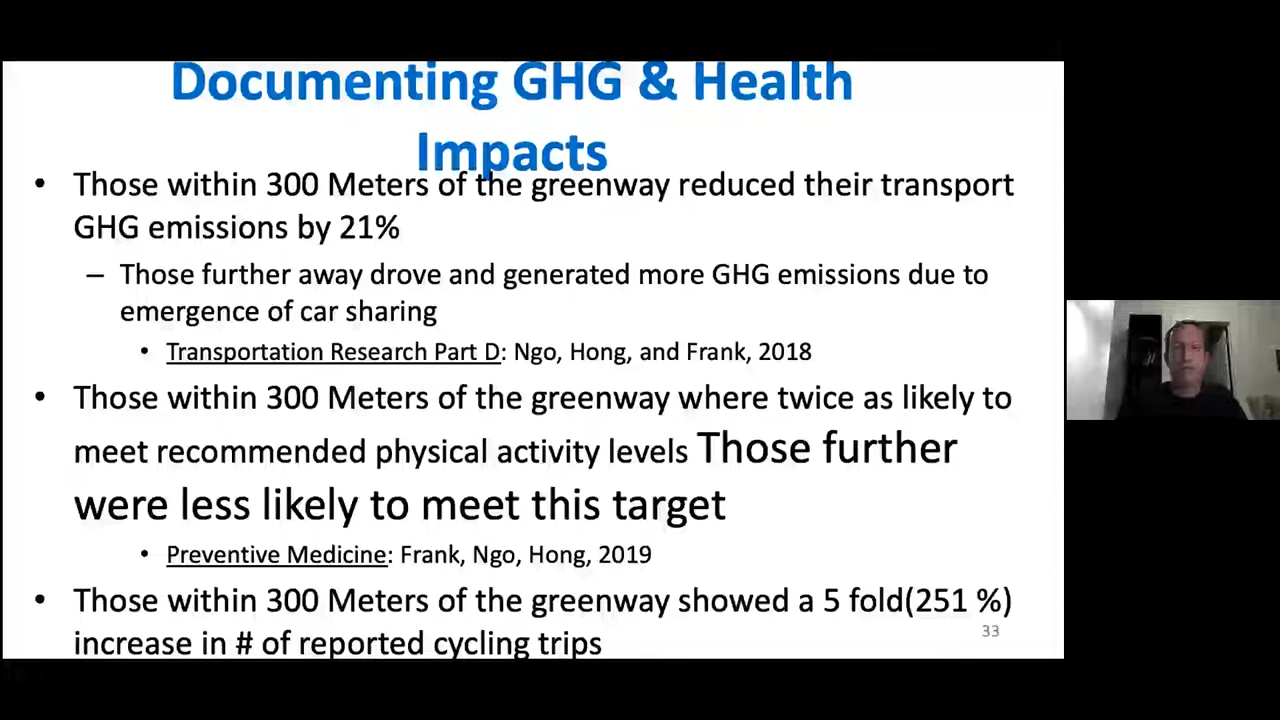 Documenting GHG & Health
Impacts
• Those within 300 Meters of the greenway reduced their transport
GHG emissions by 21%
– Those further away drove and generated more GHG emissions due to
emergence of car sharing
• Transportation Research Part D: Ngo, Hong, and Frank, 2018
• Those within 300 Meters of the greenway where twice as likely to
meet recommended physical activity levels Those further
were less likely to meet this target
• Preventive Medicine: Frank, Ngo, Hong, 2019
• Those within 300 Meters of the greenway showed a 5 fold(251 %)
increase in # of reported cycling trips
33